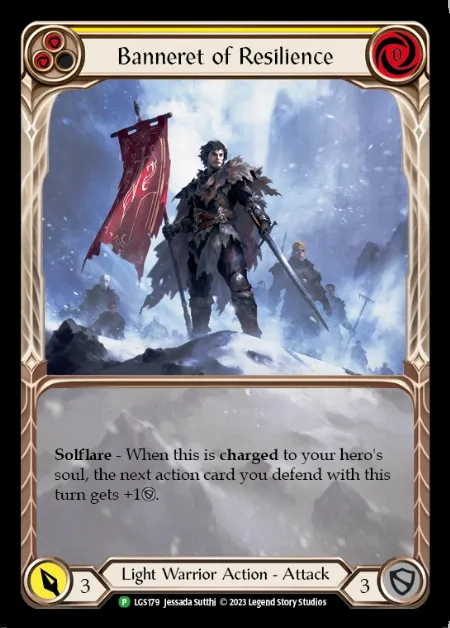 Banneret of Resilience
0
Solflare - When this is charged to your hero's
soul, the next action card you defend with this
turn gets +1.
3
Light Warrior Action - Attack
3
P LGS179 Jessada Sutthi © 2023 Legend Story Studios